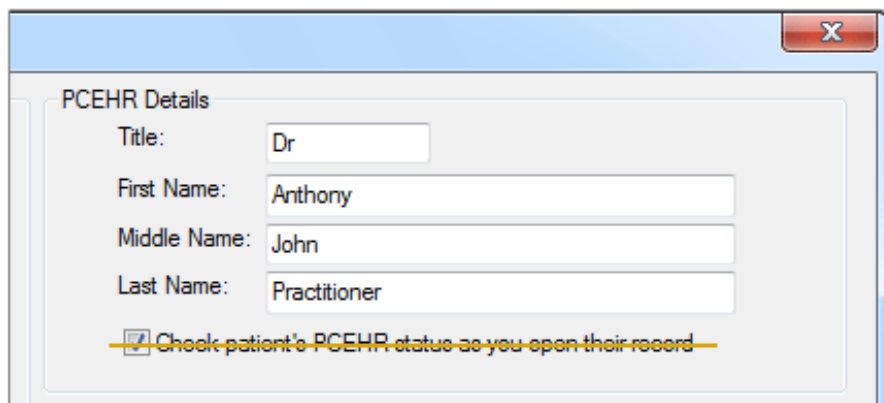 PCEHR Details
Title: Dr
First Name: Anthony
Middle Name: John
Last Name: Practitioner
Check patient's PCEHR status as you open their record